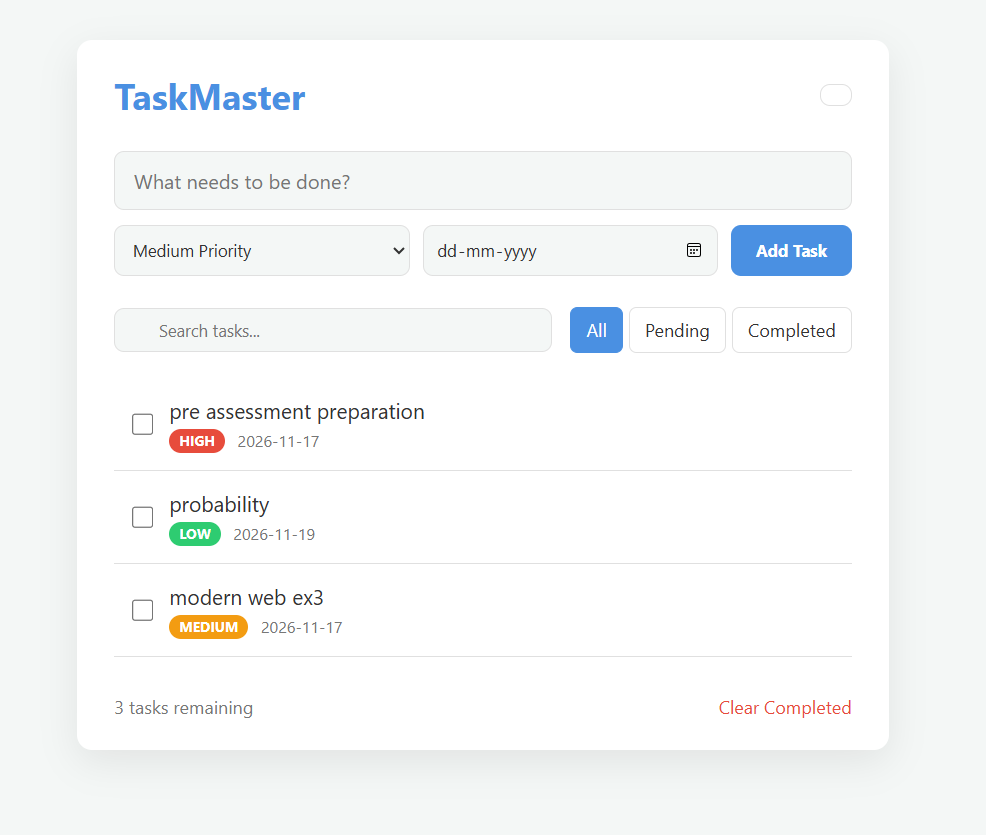 TaskMaster
What needs to be done?
Medium Priority dd-mm-yyyy Add Task
Search tasks... All Pending Completed
pre assessment preparation
HIGH 2026-11-17
probability
LOW 2026-11-19
modern web ex3
MEDIUM 2026-11-17
3 tasks remaining Clear Completed